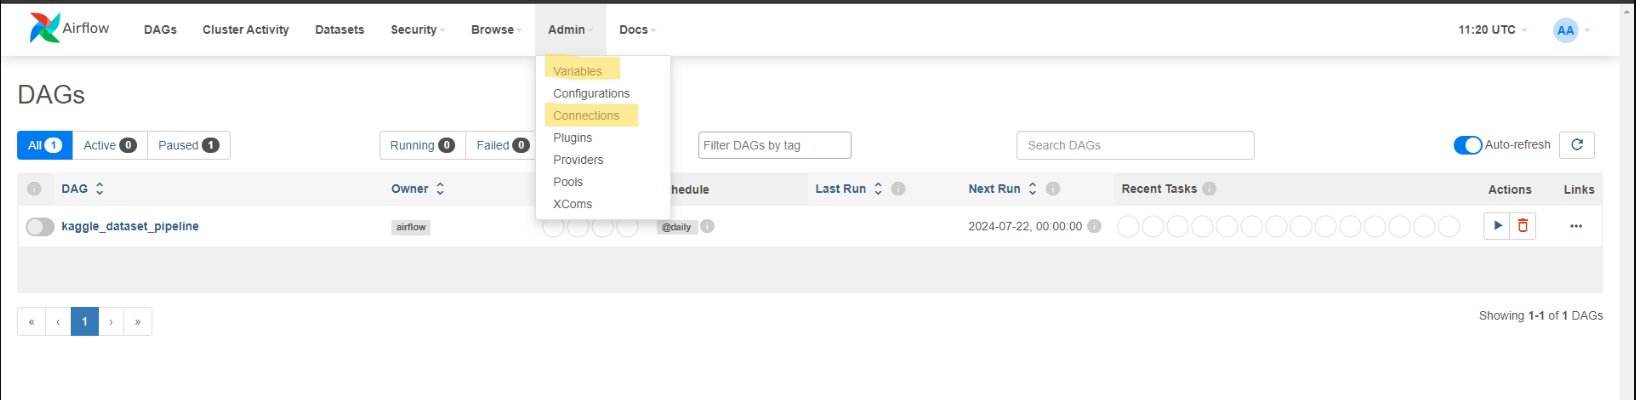 Airflow DAGs Cluster Activity Datasets Security Browse Admin Docs 11:20 UTC AA
Variables
DAGs
Configurations
Connections
All 1 Active 0 Paused 1 Running 0 Failed 0 Plugins Filter DAGs by tag Search DAGs Auto-refresh
Providers
Pools
DAG Owner hedule Last Run Next Run Recent Tasks Actions Links
XComs
kaggle_dataset_pipeline airflow @daily 2024-07-22, 00:00:00
« ‹ 1 › » Showing 1-1 of 1 DAGs